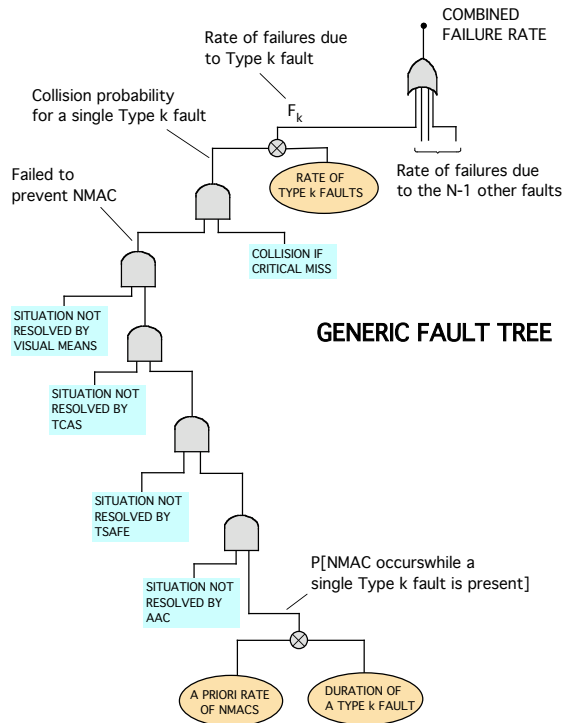 COMBINED
FAILURE RATE
Rate of failures due
to Type k fault
Collision probability
for a single Type k fault
F_k
Failed to
prevent NMAC
RATE OF
TYPE k FAULTS
Rate of failures due
to the N-1 other faults
COLLISION IF
CRITICAL MISS
SITUATION NOT
RESOLVED BY
VISUAL MEANS
GENERIC FAULT TREE
SITUATION NOT
RESOLVED BY
TCAS
SITUATION NOT
RESOLVED BY
TSAFE
P[NMAC occurswhile a
single Type k fault is present]
SITUATION NOT
RESOLVED BY
AAC
A PRIORI RATE
OF NMACS
DURATION OF
A TYPE k FAULT